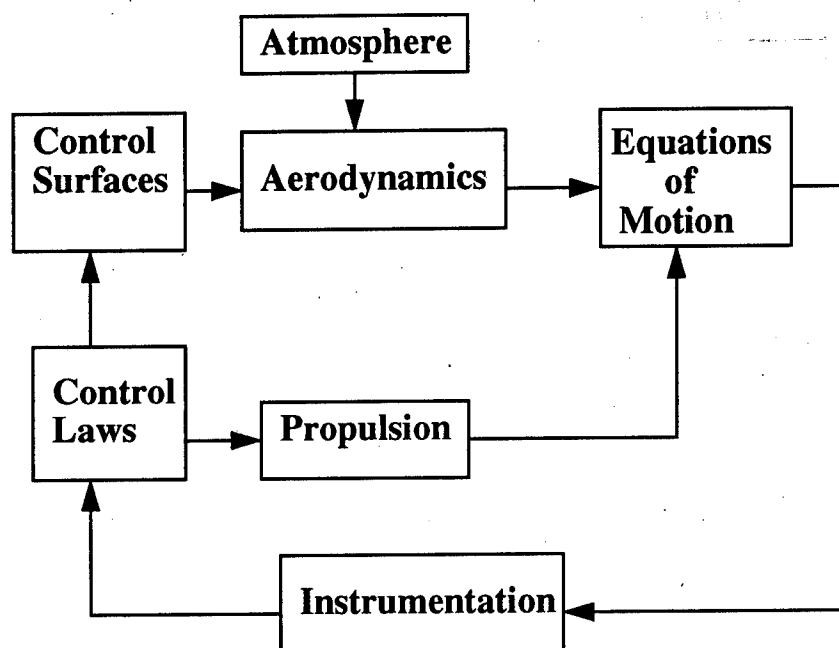 Atmosphere
Control
Surfaces
Aerodynamics
Equations
of
Motion
Control
Laws
Propulsion
Instrumentation